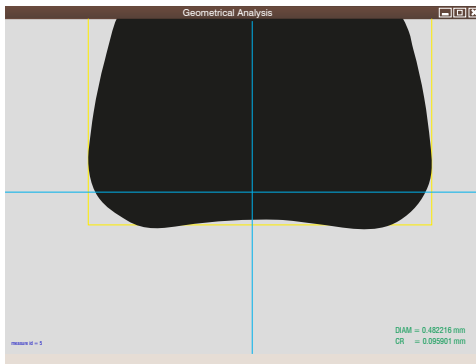 Geometrical Analysis
DIAM = 0.482216 mm
CR = 0.095901 mm
measure id = 5